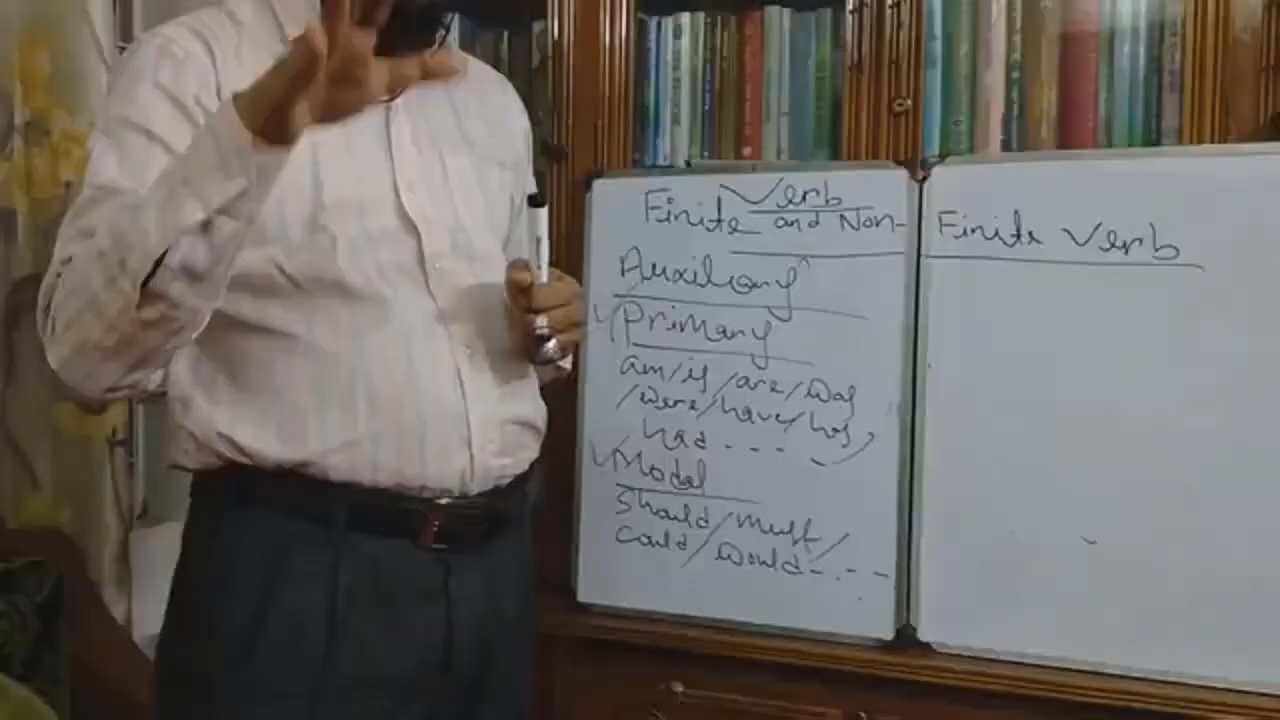 Verb
Finite and Non-Finite Verb
Auxiliary
Primary
am/is/are/was
/were/have/has
had - - - -
Modal
Should/must/
Could/would - - - -